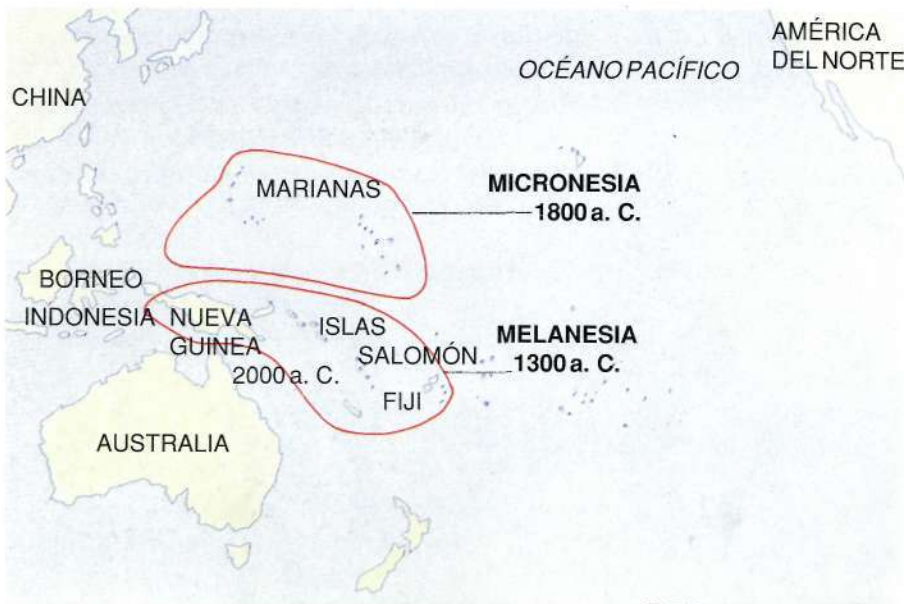 AMÉRICA
DEL NORTE
OCÉANO PACÍFICO
CHINA
MARIANAS
MICRONESIA
1800 a. C.
BORNEO
INDONESIA
NUEVA
GUINEA
2000 a. C.
ISLAS
SALOMÓN
FIJI
MELANESIA
1300 a. C.
AUSTRALIA